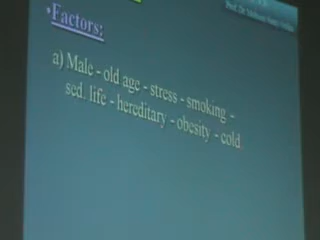 •Factors:
a) Male - old age - stress - smoking -
sed. life - hereditary - obesity - cold.